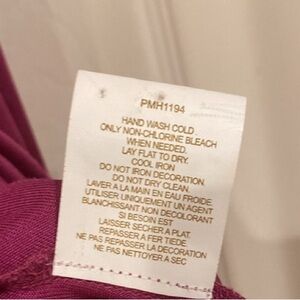 PMH1194
HAND WASH COLD.
ONLY NON-CHLORINE BLEACH
WHEN NEEDED.
LAY FLAT TO DRY.
COOL IRON
DO NOT IRON DECORATION.
DO NOT DRY CLEAN.
LAVER A LA MAIN EN EAU FROIDE.
UTILISER UNIQUEMENT UN AGENT
BLANCHISSANT NON DECOLORANT
SI BESOIN EST
LAISSER SECHER A PLAT.
REPASSER A FER TIEDE.
NE PAS REPASSER LA DECORATION
NE PAS NETTOYER A SEC